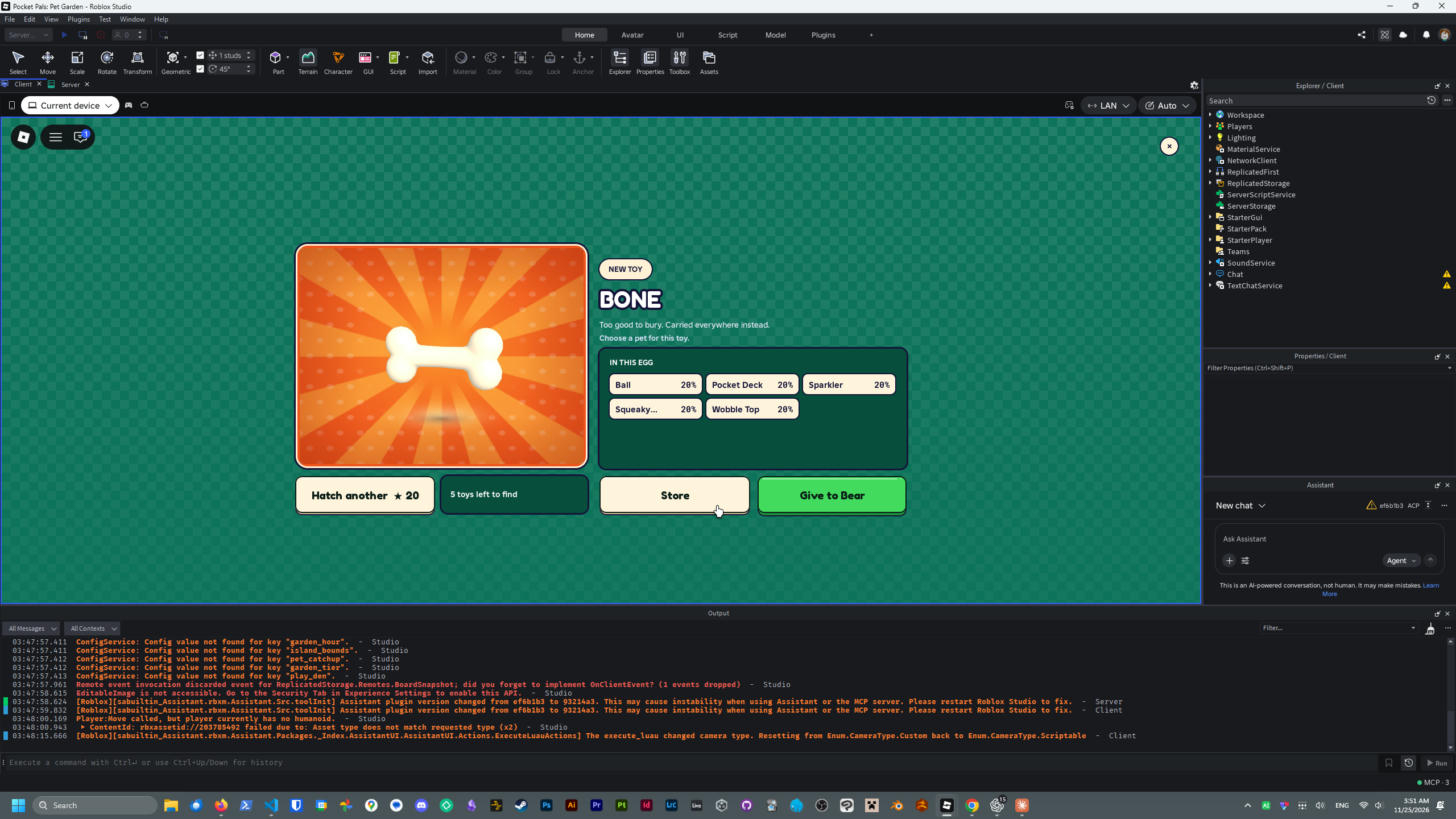 Pocket Pals: Pet Garden - Roblox Studio
File Edit View Plugins Test Window Help
Server... 0 Home Avatar UI Script Model Plugins +
1 studs
45°
Select Move Scale Rotate Transform Geometric Part Terrain Character GUI Script Import Material Color Group Lock Anchor Explorer Properties Toolbox Assets
Client Server
Current device
LAN Auto
1
×
NEW TOY
BONE
Too good to bury. Carried everywhere instead.
Choose a pet for this toy.
IN THIS EGG
Ball 20% Pocket Deck 20% Sparkler 20%
Squeaky... 20% Wobble Top 20%
Hatch another ★ 20
5 toys left to find
Store
Give to Bear
Explorer / Client
Search
Workspace
Players
Lighting
MaterialService
NetworkClient
ReplicatedFirst
ReplicatedStorage
ServerScriptService
ServerStorage
StarterGui
StarterPack
StarterPlayer
Teams
SoundService
Chat
TextChatService
Properties / Client
Filter Properties (Ctrl+Shift+P)
Assistant
New chat ef6b1b3 ACP
Ask Assistant
Agent
This is an AI-powered conversation, not human. It may make mistakes. Learn
More
Output
All Messages All Contexts Filter...
03:47:57.411 ConfigService: Config value not found for key "garden_hour". - Studio
03:47:57.411 ConfigService: Config value not found for key "island_bounds". - Studio
03:47:57.412 ConfigService: Config value not found for key "pet_catchup". - Studio
03:47:57.412 ConfigService: Config value not found for key "garden_tier". - Studio
03:47:57.413 ConfigService: Config value not found for key "play_den". - Studio
03:47:57.961 Remote event invocation discarded event for ReplicatedStorage.Remotes.BoardSnapshot; did you forget to implement OnClientEvent? (1 events dropped) - Studio
03:47:58.615 EditableImage is not accessible. Go to the Security Tab in Experience Settings to enable this API. - Studio
03:47:58.624 [Roblox][sabuiltin_Assistant.rbxm.Assistant.Src.toolInit] Assistant plugin version changed from ef6b1b3 to 93214a3. This may cause instability when using Assistant or the MCP server. Please restart Roblox Studio to fix. - Server
03:47:59.832 [Roblox][sabuiltin_Assistant.rbxm.Assistant.Src.toolInit] Assistant plugin version changed from ef6b1b3 to 93214a3. This may cause instability when using Assistant or the MCP server. Please restart Roblox Studio to fix. - Client
03:48:00.169 Player:Move called, but player currently has no humanoid. - Studio
03:48:00.943 ContentId: rbxassetid://203785492 failed due to: Asset type does not match requested type (x2) - Studio
03:48:15.666 [Roblox][sabuiltin_Assistant.rbxm.Assistant.Packages._Index.AssistantUI.AssistantUI.Actions.ExecuteLuauActions] The execute_luau changed camera type. Resetting from Enum.CameraType.Custom back to Enum.CameraType.Scriptable - Client
Execute a command with Ctrl+↵ or use Ctrl+Up/Down for history
Run
MCP · 3
Search
Ps Ai Pr Pt Id Lrc Live
15
ENG
3:51 AM
11/25/2026